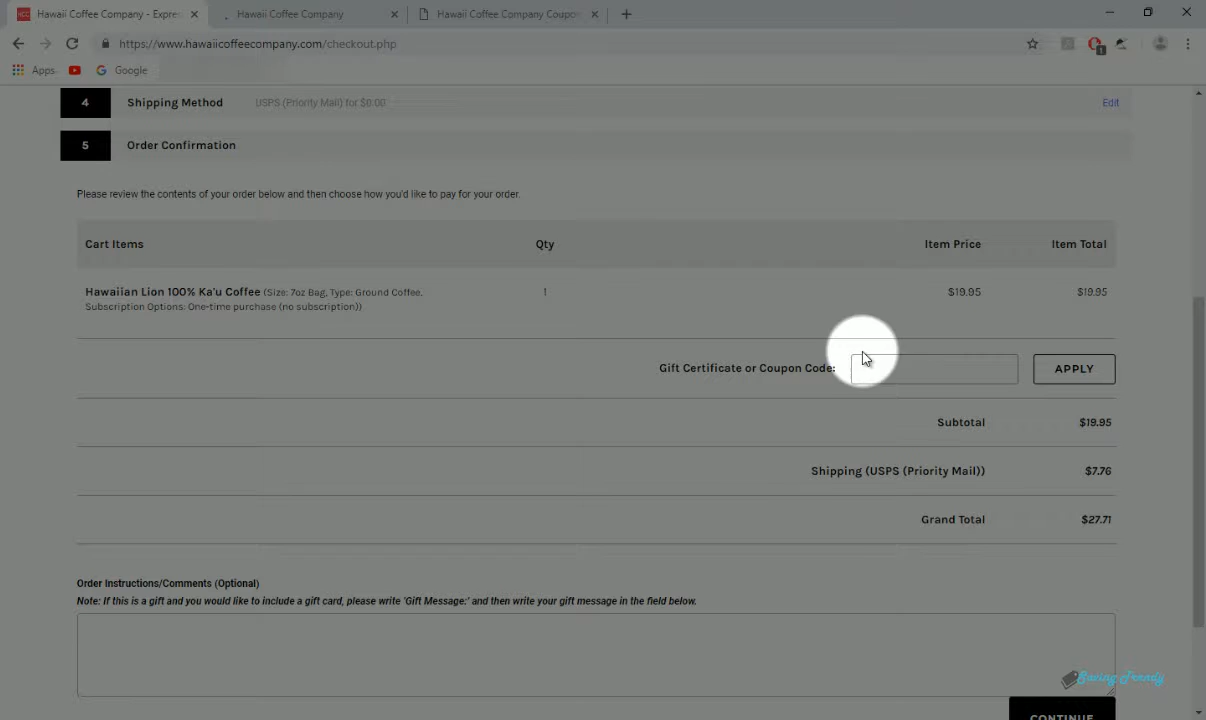 Hawaii Coffee Company - Expres
Hawaii Coffee Company
Hawaii Coffee Company Coupon
https://www.hawaiicoffeecompany.com/checkout.php
1
Apps
Google
4 Shipping Method USPS (Priority Mail) for $0.00 Edit
5 Order Confirmation
Please review the contents of your order below and then choose how you'd like to pay for your order.
Cart Items Qty Item Price Item Total
Hawaiian Lion 100% Ka'u Coffee (Size: 7oz Bag, Type: Ground Coffee, 1 $19.95 $19.95
Subscription Options: One-time purchase (no subscription))
Gift Certificate or Coupon Code: APPLY
Subtotal $19.95
Shipping (USPS (Priority Mail)) $7.76
Grand Total $27.71
Order Instructions/Comments (Optional)
Note: If this is a gift and you would like to include a gift card, please write 'Gift Message:' and then write your gift message in the field below.
Saving Trendy
CONTINUE